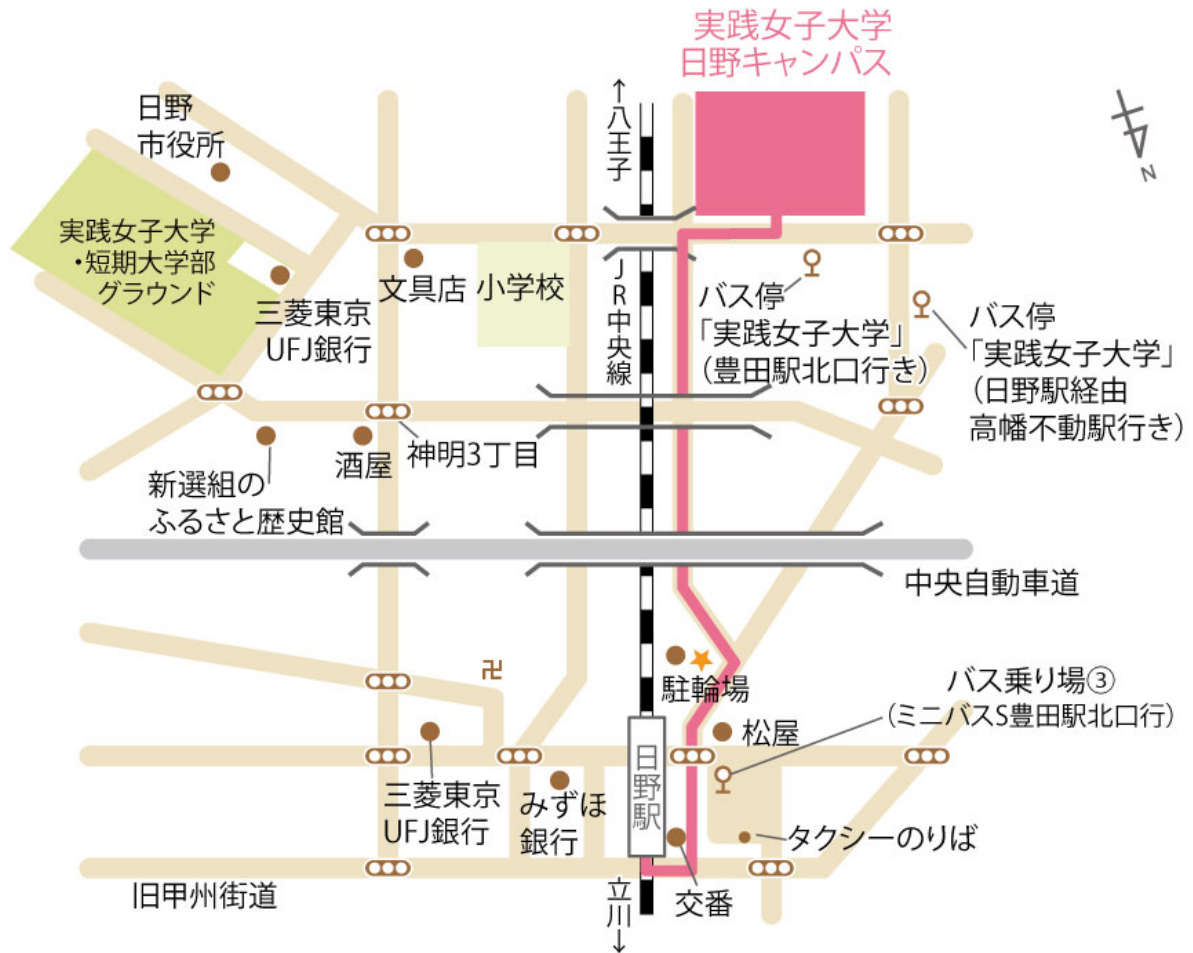 実践女子大学
日野キャンパス
↑八王子
日野
市役所
N
実践女子大学
・短期大学部
グラウンド
文具店
小学校
三菱東京
UFJ銀行
JR中央線
バス停
「実践女子大学」
(豊田駅北口行き)
バス停
「実践女子大学」
(日野駅経由
高幡不動駅行き)
神明3丁目
酒屋
新選組の
ふるさと歴史館
中央自動車道
卍
駐輪場
バス乗り場③
(ミニバスS豊田駅北口行)
松屋
日野駅
三菱東京
UFJ銀行
みずほ
銀行
タクシーのりば
旧甲州街道
立川↓
交番